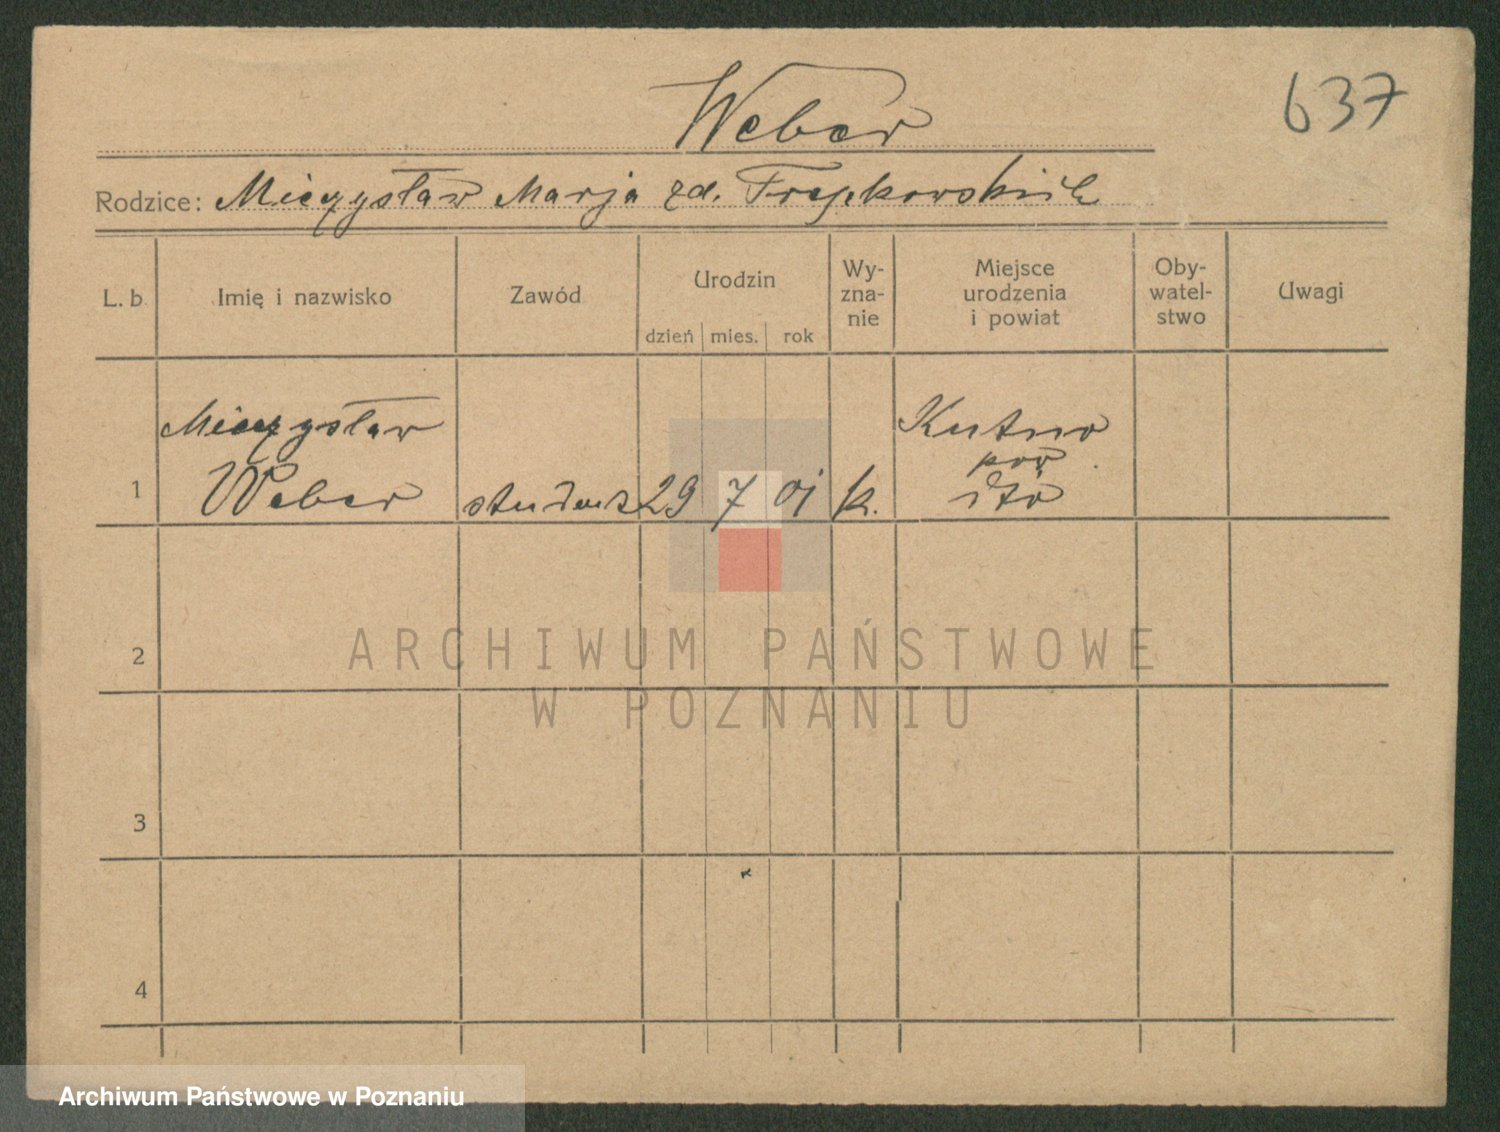 637
Weber
Rodzice: Mieczysław Marja zd.
L. b
Imię i nazwisko
Zawód
Urodzin
dzień
mies.
rok
Wy-
zna-
nie
Miejsce
urodzenia
i powiat
Oby-
watel-
stwo
Uwagi
1
Mieczysław
Weber
student
29
7
01
k.
Kutno
pow
2
3
4
ARCHIWUM PAŃSTWOWE
W POZNANIU
Archiwum Państwowe w Poznaniu